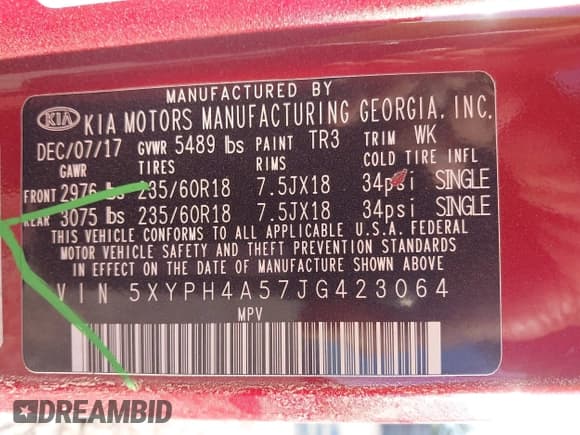 MANUFACTURED BY
KIA KIA MOTORS MANUFACTURING GEORGIA, INC.
DEC/07/17 GVWR 5489 lbs PAINT TR3 TRIM WK
GAWR TIRES RIMS COLD TIRE INFL
FRONT 2976 lbs 235/60R18 7.5JX18 34psi SINGLE
REAR 3075 lbs 235/60R18 7.5JX18 34psi SINGLE
THIS VEHICLE CONFORMS TO ALL APPLICABLE U.S.A. FEDERAL
MOTOR VEHICLE SAFETY AND THEFT PREVENTION STANDARDS
IN EFFECT ON THE DATE OF MANUFACTURE SHOWN ABOVE
VIN 5XYPH4A57JG423064
MPV
DREAMBID